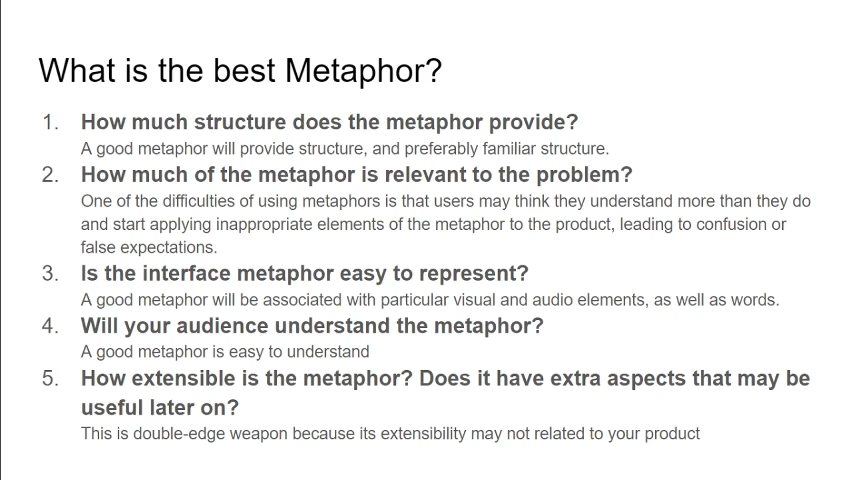 What is the best Metaphor?
1. How much structure does the metaphor provide?
A good metaphor will provide structure, and preferably familiar structure.
2. How much of the metaphor is relevant to the problem?
One of the difficulties of using metaphors is that users may think they understand more than they do
and start applying inappropriate elements of the metaphor to the product, leading to confusion or
false expectations.
3. Is the interface metaphor easy to represent?
A good metaphor will be associated with particular visual and audio elements, as well as words.
4. Will your audience understand the metaphor?
A good metaphor is easy to understand
5. How extensible is the metaphor? Does it have extra aspects that may be
useful later on?
This is double-edge weapon because its extensibility may not related to your product